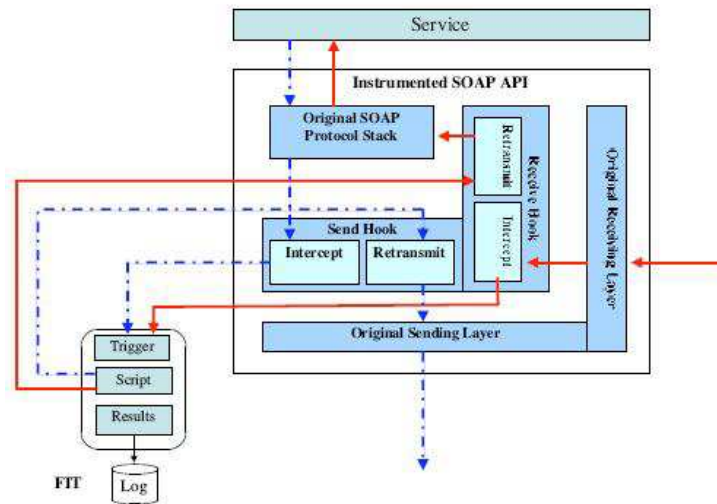 Service
Instrumented SOAP API
Original SOAP
Protocol Stack
Retransmit
Receive Hook
Intercept
Original Receiving Layer
Send Hook
Intercept
Retransmit
Original Sending Layer
Trigger
Script
Results
FIT
Log